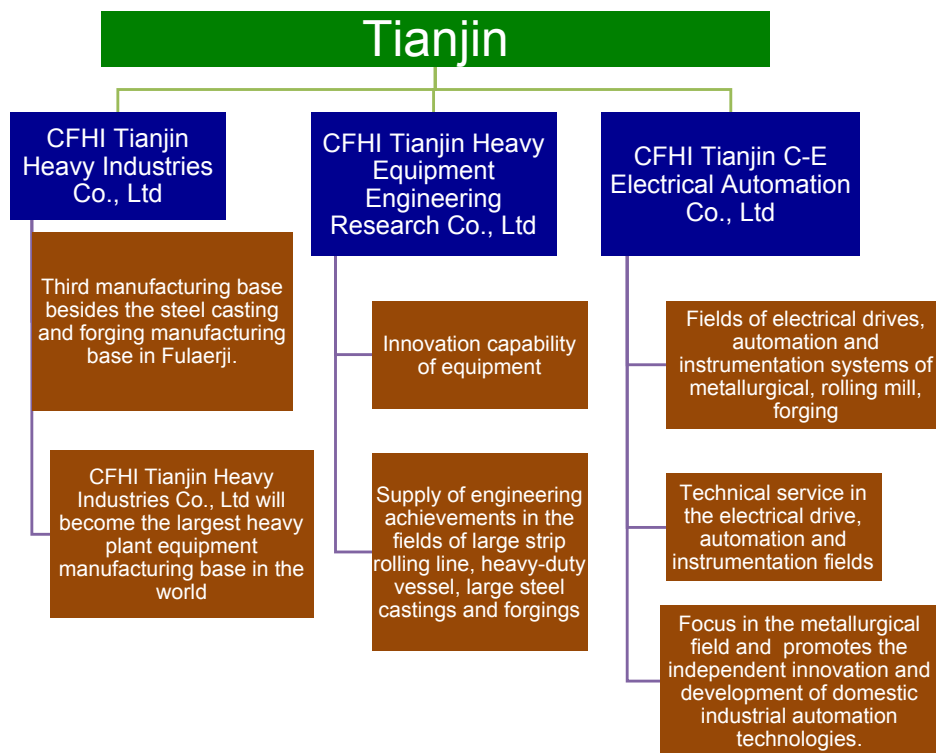 Tianjin
CFHI Tianjin
Heavy Industries
Co., Ltd
Third manufacturing base
besides the steel casting
and forging manufacturing
base in Fulaerji.
CFHI Tianjin Heavy
Industries Co., Ltd will
become the largest heavy
plant equipment
manufacturing base in the
world
CFHI Tianjin Heavy
Equipment
Engineering
Research Co., Ltd
Innovation capability
of equipment
Supply of engineering
achievements in the
fields of large strip
rolling line, heavy-duty
vessel, large steel
castings and forgings
CFHI Tianjin C-E
Electrical Automation
Co., Ltd
Fields of electrical drives,
automation and
instrumentation systems of
metallurgical, rolling mill,
forging
Technical service in
the electrical drive,
automation and
instrumentation fields
Focus in the metallurgical
field and  promotes the
independent innovation and
development of domestic
industrial automation
technologies.